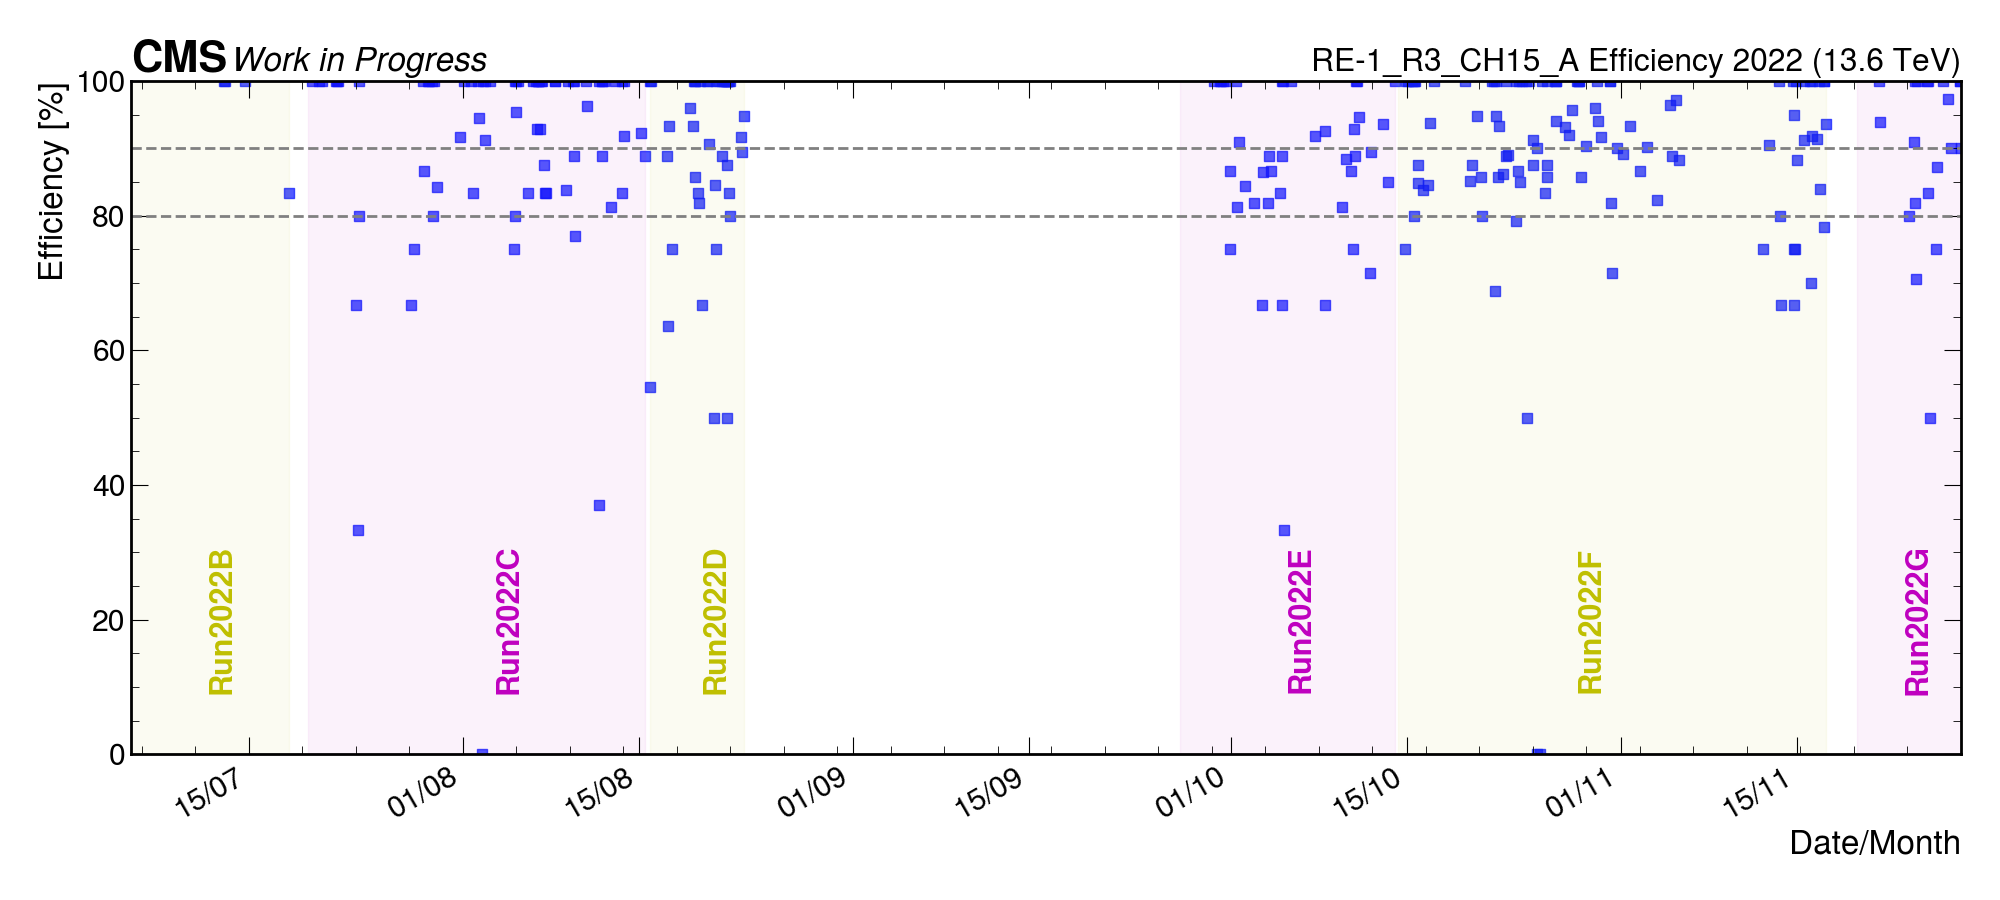 CMS Work in Progress
RE-1_R3_CH15_A Efficiency 2022 (13.6 TeV)
Efficiency [%]
100
80
60
40
20
0
Run2022B
Run2022C
Run2022D
Run2022E
Run2022F
Run2022G
15/07
01/08
15/08
01/09
15/09
01/10
15/10
01/11
15/11
Date/Month